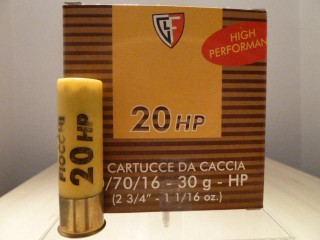 GF
HIGH
PERFORMAN
20 HP
CARTUCCE DA CACCIA
/70/16 - 30 g - HP
(2 3/4" - 1 1/16 oz.)
FIOCCHI
20 HP